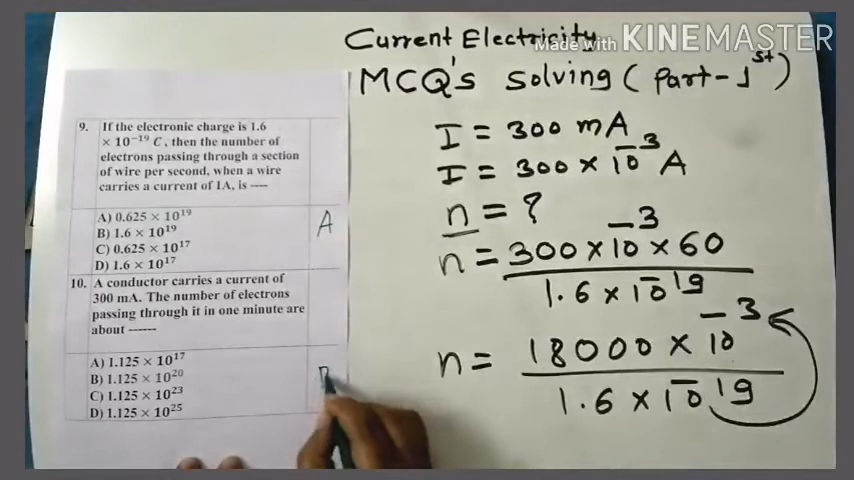 Current Electricity
Made with KINEMASTER
MCQ's Solving (Part-1st)
9. If the electronic charge is 1.6
× 10⁻¹⁹ C, then the number of
electrons passing through a section
of wire per second, when a wire
carries a current of 1A, is ----
A) 0.625 × 10¹⁹
B) 1.6 × 10¹⁹
C) 0.625 × 10¹⁷
D) 1.6 × 10¹⁷
A
10. A conductor carries a current of
300 mA. The number of electrons
passing through it in one minute are
about ------
A) 1.125 × 10¹⁷
B) 1.125 × 10²⁰
C) 1.125 × 10²³
D) 1.125 × 10²⁵
I = 300 mA
I = 300 × 10⁻³ A
n = ?
n = 300 × 10⁻³ × 60
1.6 × 10⁻¹⁹
n = 18000 × 10⁻³
1.6 × 10⁻¹⁹